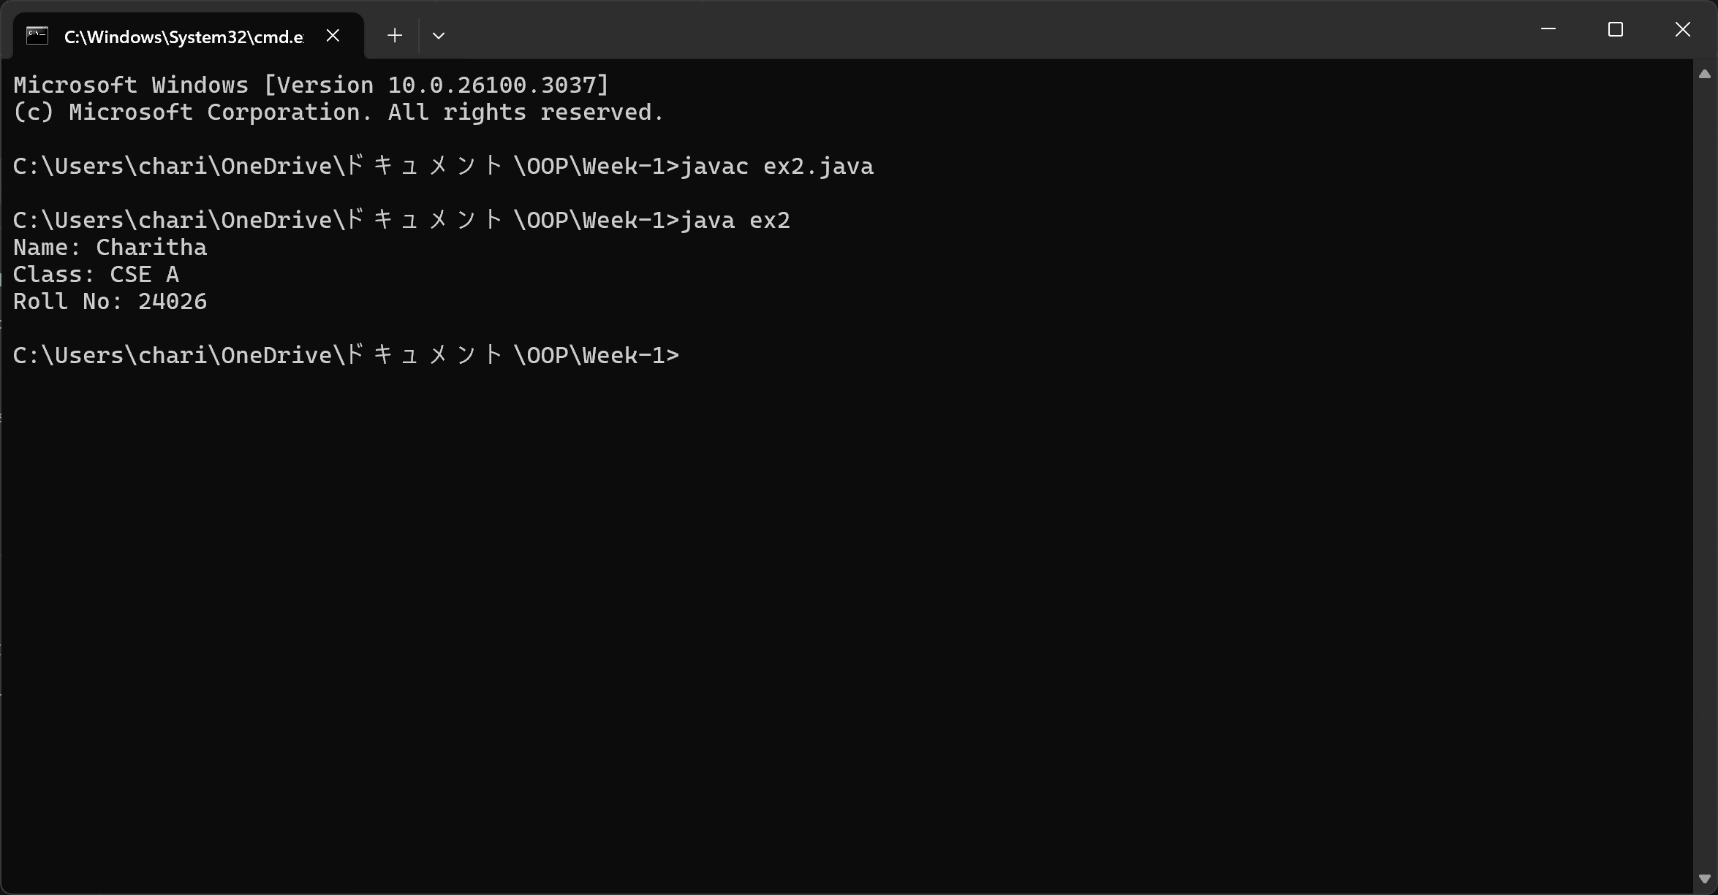 C:\Windows\System32\cmd.e
Microsoft Windows [Version 10.0.26100.3037]
(c) Microsoft Corporation. All rights reserved.
C:\Users\chari\OneDrive\ドキュメント\OOP\Week-1>javac ex2.java
C:\Users\chari\OneDrive\ドキュメント\OOP\Week-1>java ex2
Name: Charitha
Class: CSE A
Roll No: 24026
C:\Users\chari\OneDrive\ドキュメント\OOP\Week-1>